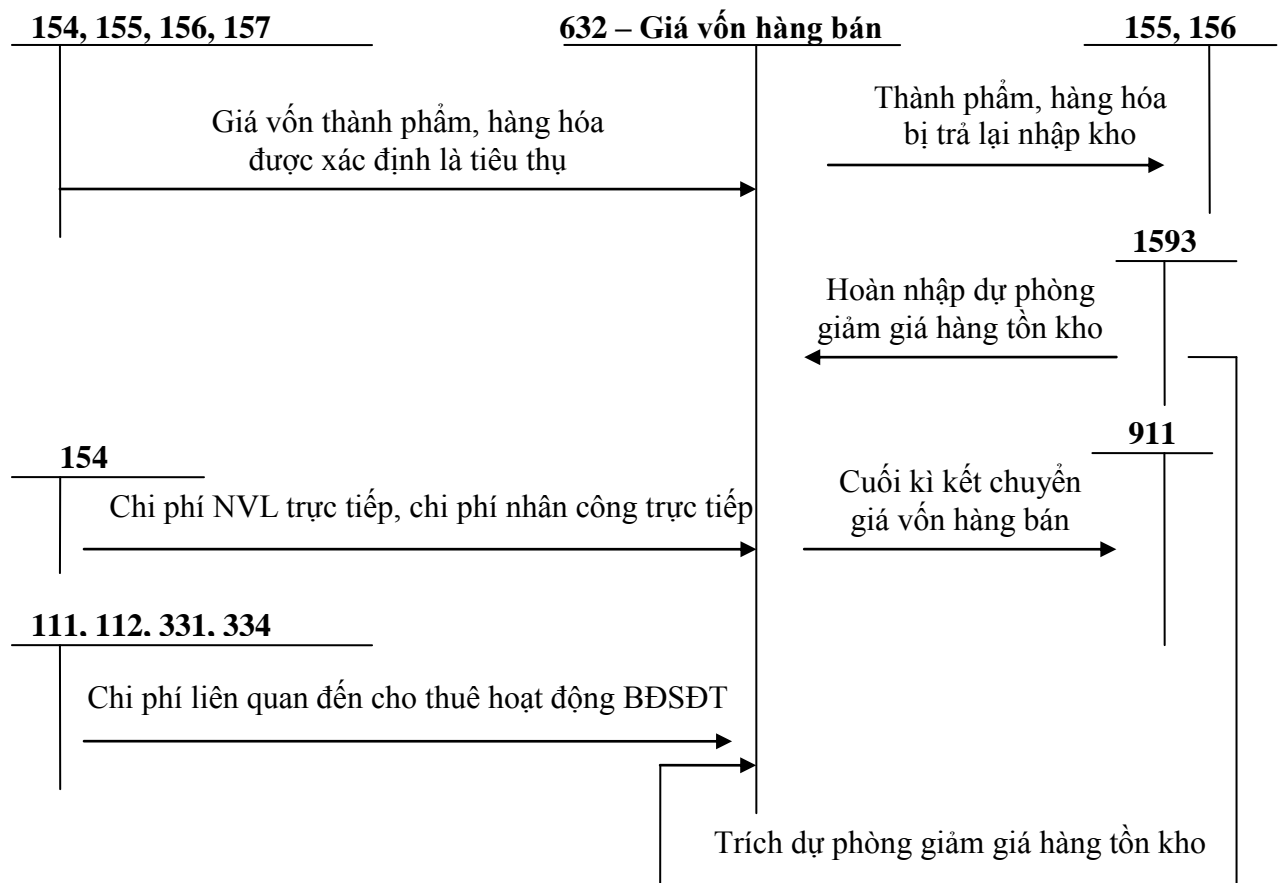 154, 155, 156, 157
632 – Giá vốn hàng bán
155, 156
Giá vốn thành phẩm, hàng hóa
được xác định là tiêu thụ
Thành phẩm, hàng hóa
bị trả lại nhập kho
1593
Hoàn nhập dự phòng
giảm giá hàng tồn kho
154
Chi phí NVL trực tiếp, chi phí nhân công trực tiếp
911
Cuối kì kết chuyển
giá vốn hàng bán
111, 112, 331, 334
Chi phí liên quan đến cho thuê hoạt động BĐSĐT
Trích dự phòng giảm giá hàng tồn kho